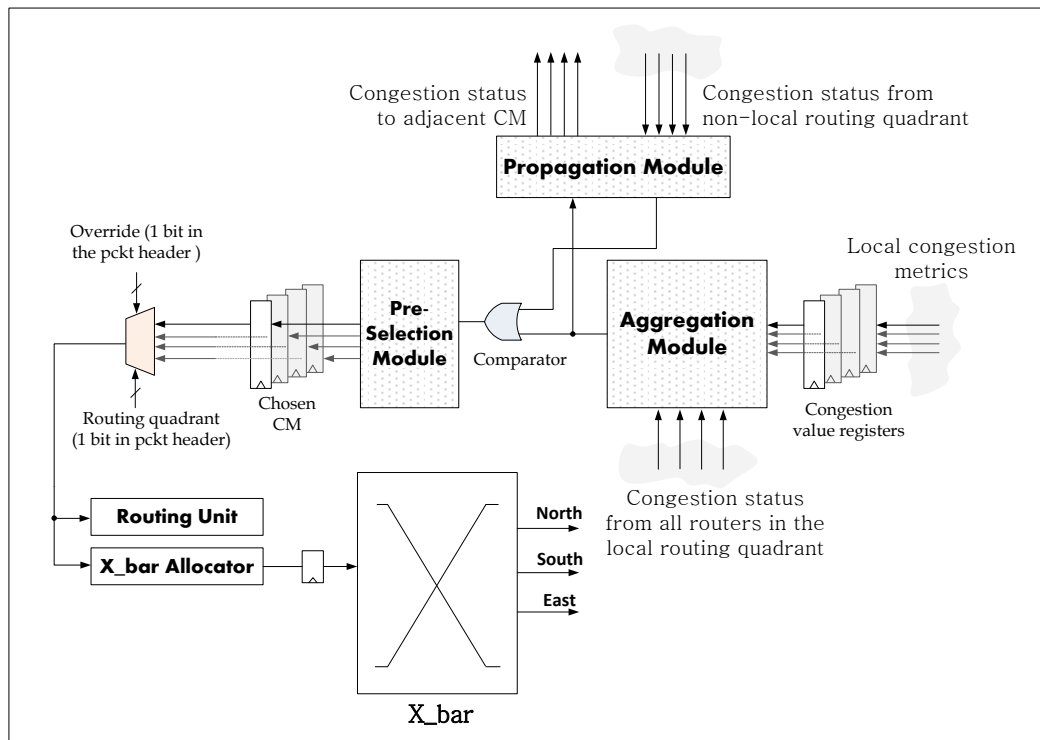 Congestion status
to adjacent CM
Congestion status from
non-local routing quadrant
Propagation Module
Override (1 bit in
the pckt header )
Local congestion
metrics
Pre-
Selection
Module
Aggregation
Module
Comparator
Chosen
CM
Congestion
value registers
Routing quadrant
(1 bit in pckt header)
Congestion status
from all routers in the
local routing quadrant
Routing Unit
X_bar Allocator
North
South
East
X_bar